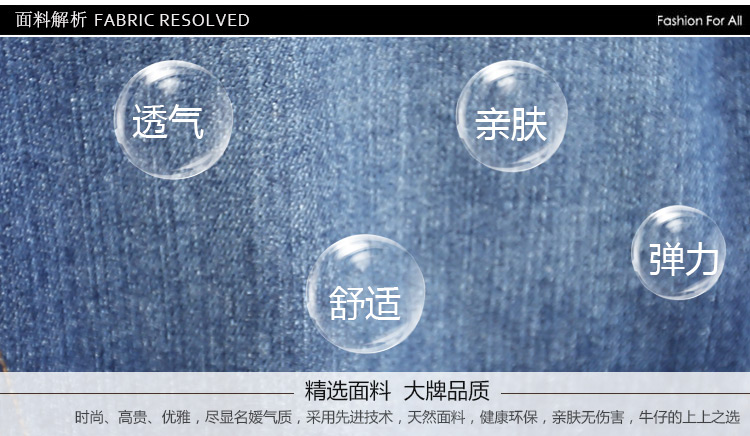 面料解析 FABRIC RESOLVED
Fashion For All
透气
亲肤
弹力
舒适
精选面料 大牌品质
时尚、高贵、优雅，尽显名媛气质，采用先进技术，天然面料，健康环保，亲肤无伤害，牛仔的上上之选